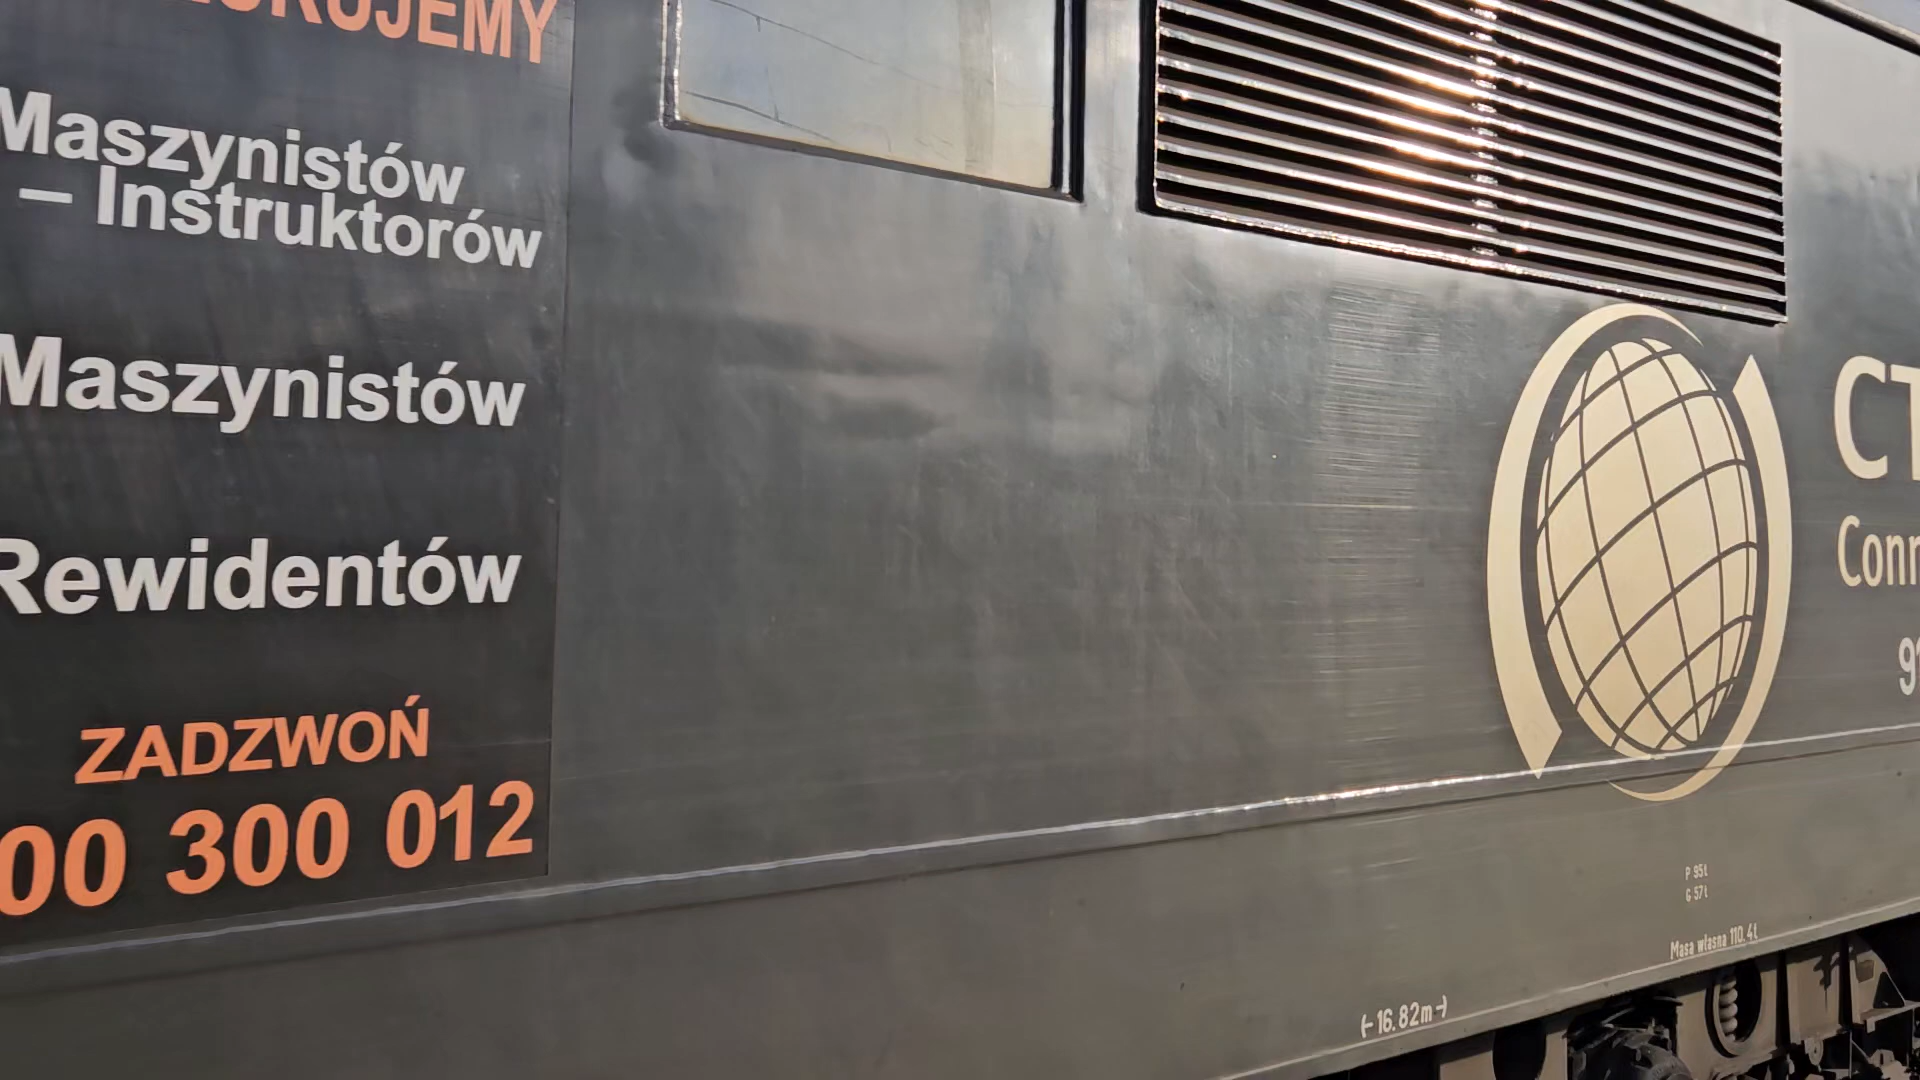 Maszynistów
– Instruktorów
Maszynistów
Rewidentów
ZADZWOŃ
00 300 012
P 95t
G 57t
Masa własna 110.4t
16.82m